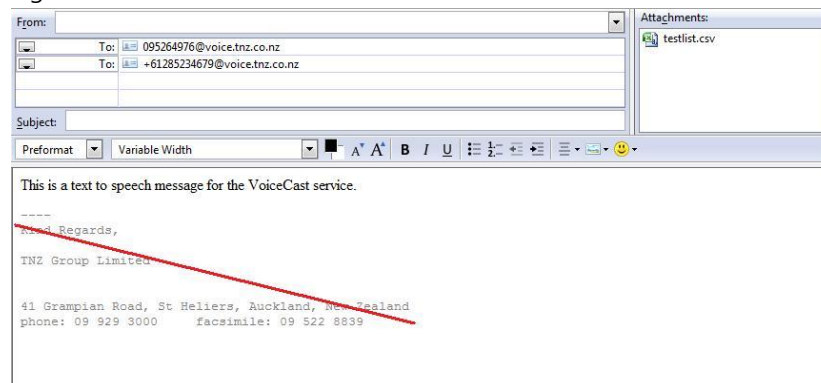 From:
Attachments:
testlist.csv
To: 095264976@voice.tnz.co.nz
To: +61285234679@voice.tnz.co.nz
Subject:
Preformat Variable Width A A B I U
This is a text to speech message for the VoiceCast service.
----
Kind Regards,
TNZ Group Limited
41 Grampian Road, St Heliers, Auckland, New Zealand
phone: 09 929 3000 facsimile: 09 522 8839